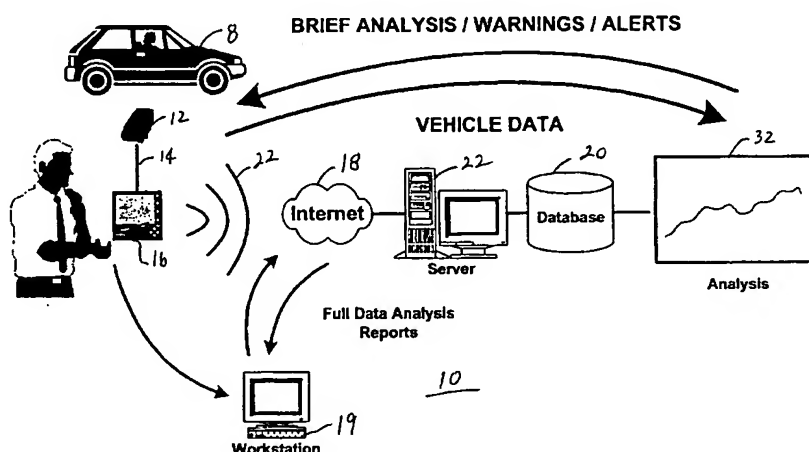 BRIEF ANALYSIS / WARNINGS / ALERTS
8
12
VEHICLE DATA
14
22
18
22
20
32
Internet
Database
16
Server
Analysis
Full Data Analysis
Reports
10
19
Workstation